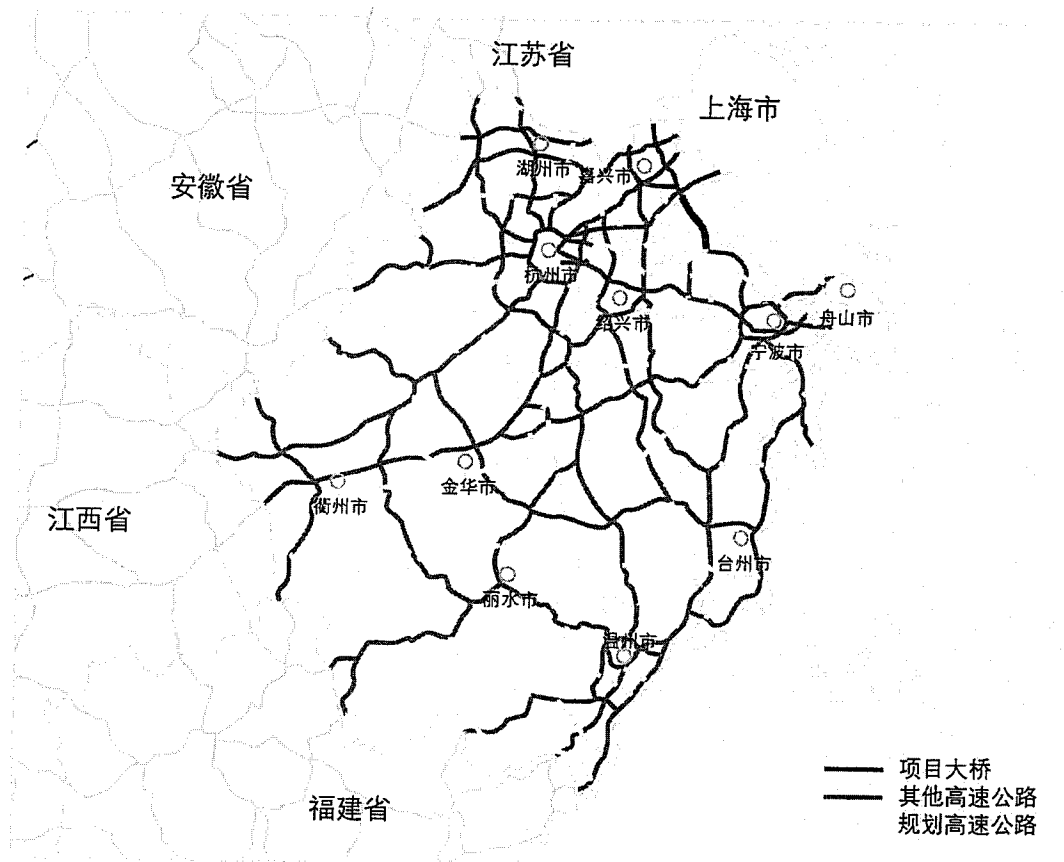 江苏省
上海市
湖州市
嘉兴市
安徽省
杭州市
绍兴市
舟山市
宁波市
金华市
衢州市
江西省
台州市
丽水市
温州市
项目大桥
其他高速公路
规划高速公路
福建省